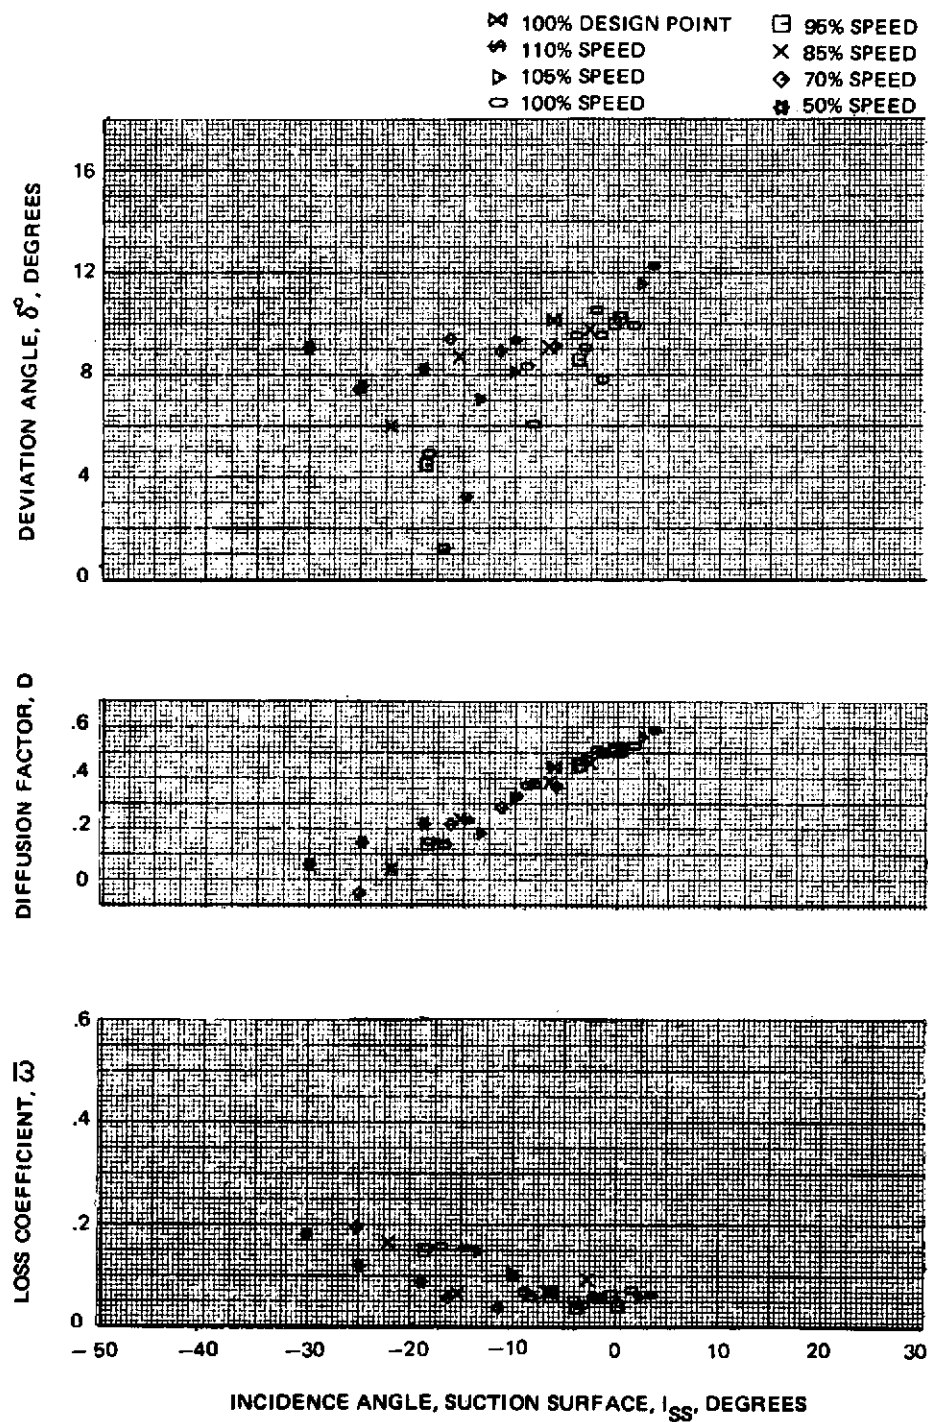 100% DESIGN POINT
110% SPEED
105% SPEED
100% SPEED
95% SPEED
85% SPEED
70% SPEED
50% SPEED
DEVIATION ANGLE, δ°, DEGREES
16
12
8
4
0
DIFFUSION FACTOR, D
.6
.4
.2
0
LOSS COEFFICIENT, ω̅
.6
.4
.2
0
−50 −40 −30 −20 −10 0 10 20 30
INCIDENCE ANGLE, SUCTION SURFACE, ISS, DEGREES